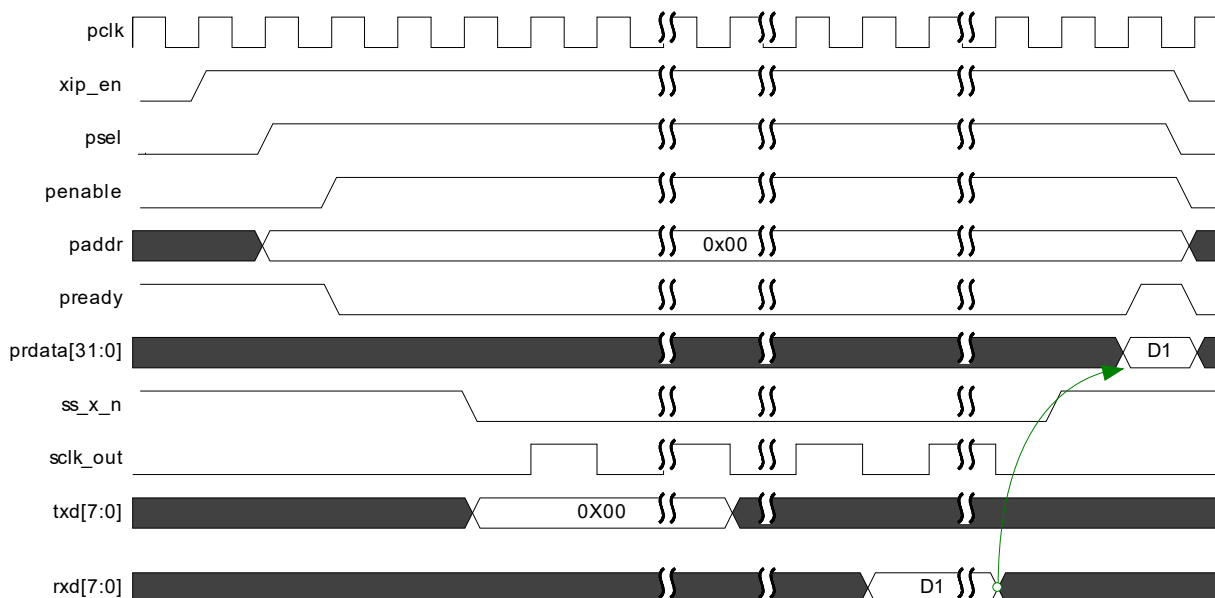 pclk
xip_en
psel
penable
paddr 0x00
pready
prdata[31:0] D1
ss_x_n
sclk_out
txd[7:0] 0X00
rxd[7:0] D1